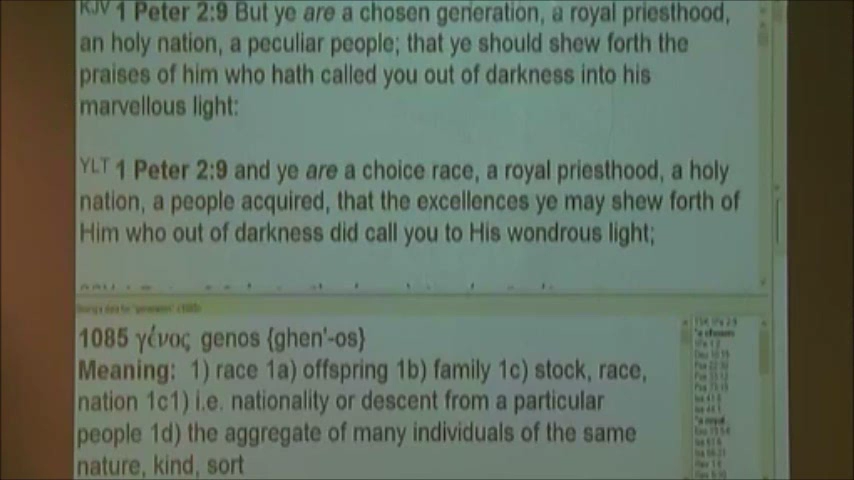 KJV 1 Peter 2:9 But ye are a chosen generation, a royal priesthood,
an holy nation, a peculiar people; that ye should shew forth the
praises of him who hath called you out of darkness into his
marvellous light:
YLT 1 Peter 2:9 and ye are a choice race, a royal priesthood, a holy
nation, a people acquired, that the excellences ye may shew forth of
Him who out of darkness did call you to His wondrous light;
1085 γένος genos {ghen'-os}
Meaning: 1) race 1a) offspring 1b) family 1c) stock, race,
nation 1c1) i.e. nationality or descent from a particular
people 1d) the aggregate of many individuals of the same
nature, kind, sort